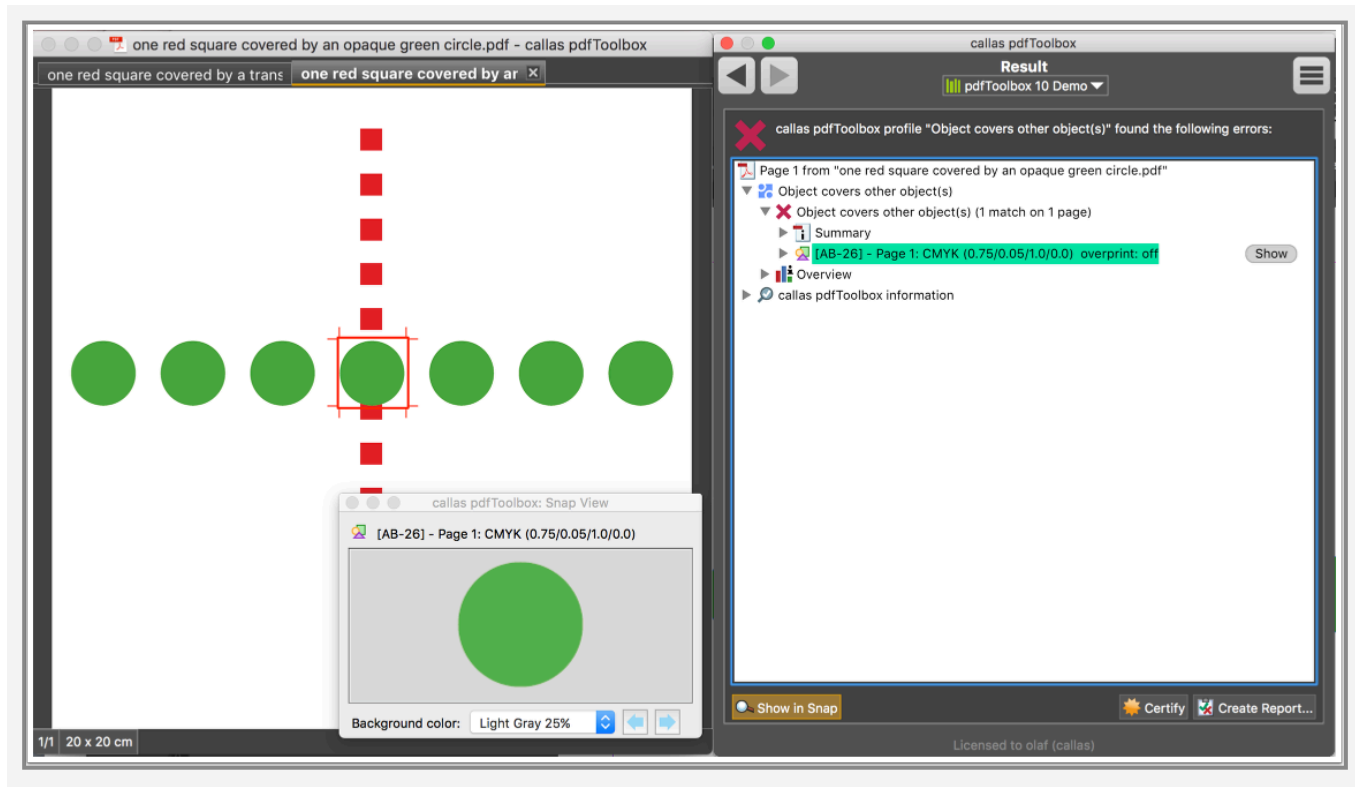 one red square covered by an opaque green circle.pdf - callas pdfToolbox
one red square covered by a trans
one red square covered by ar
1/1 20 x 20 cm
callas pdfToolbox: Snap View
[AB-26] - Page 1: CMYK (0.75/0.05/1.0/0.0)
Background color: Light Gray 25%
callas pdfToolbox
Result
pdfToolbox 10 Demo
callas pdfToolbox profile "Object covers other object(s)" found the following errors:
Page 1 from "one red square covered by an opaque green circle.pdf"
Object covers other object(s)
Object covers other object(s) (1 match on 1 page)
Summary
[AB-26] - Page 1: CMYK (0.75/0.05/1.0/0.0) overprint: off
Show
Overview
callas pdfToolbox information
Show in Snap
Certify
Create Report...
Licensed to olaf (callas)